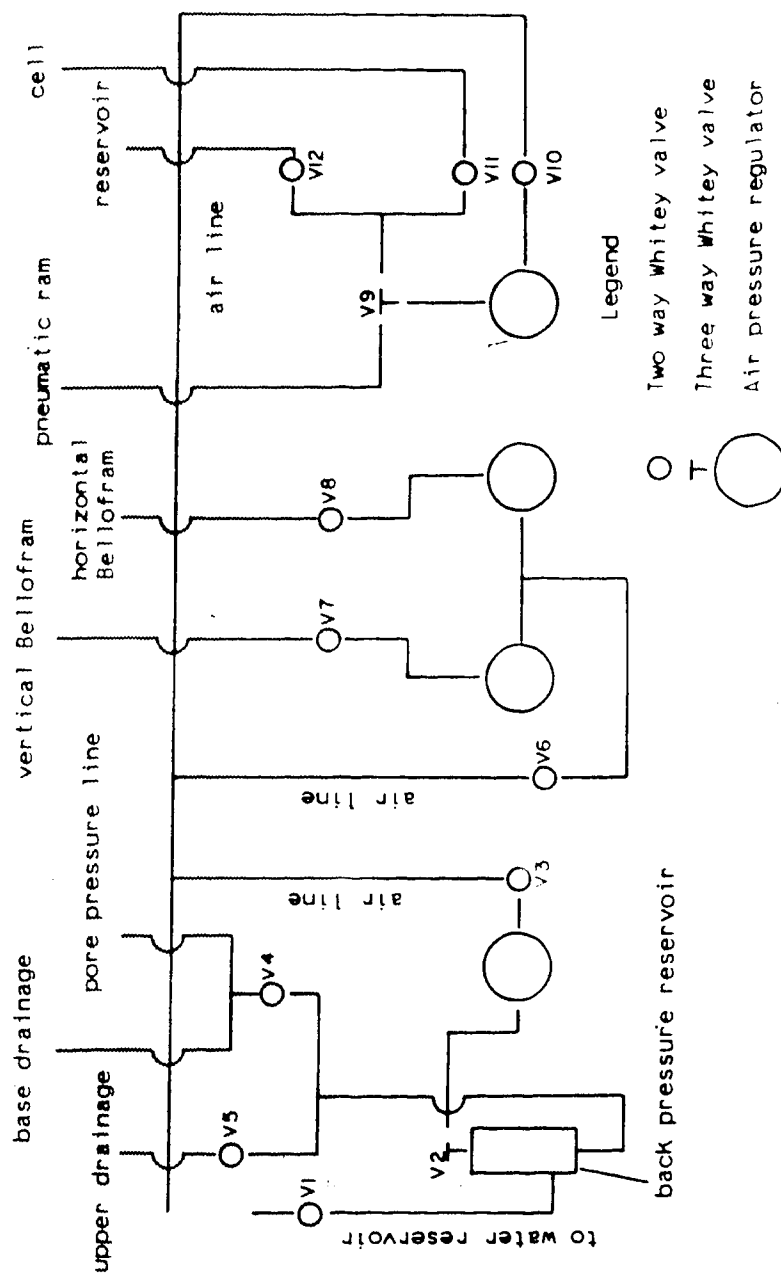 upper drainage
base drainage
pore pressure line
vertical Bellofram
horizontal
Bellofram
pneumatic ram
reservoir
cell
air line
air line
air line
V1
V2
V3
V4
V5
V6
V7
V8
V9
V10
V11
V12
to water reservoir
back pressure reservoir
Legend
Two way Whitey valve
Three way Whitey valve
Air pressure regulator